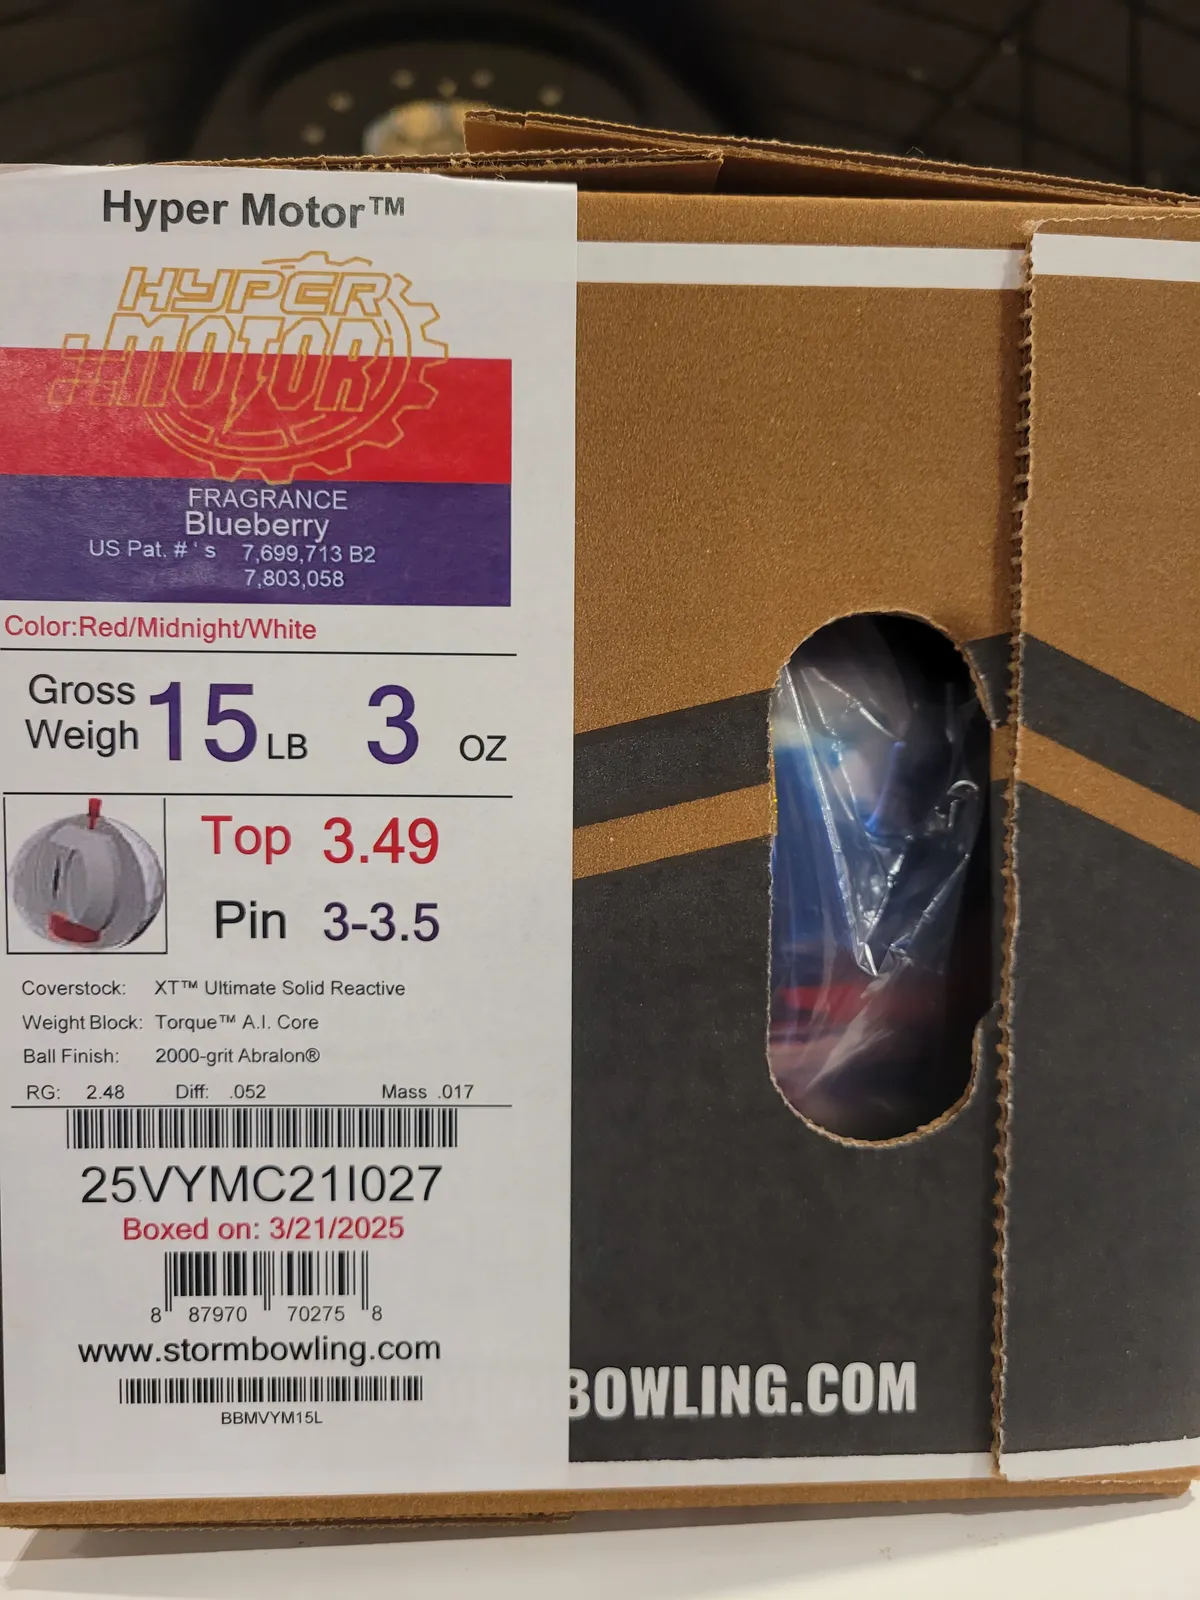 Hyper Motor™
HYPER
MOTOR
FRAGRANCE
Blueberry
US Pat. # ' s 7,699,713 B2
7,803,058
Color:Red/Midnight/White
Gross
Weigh 15 LB 3 OZ
Top 3.49
Pin 3-3.5
Coverstock: XT™ Ultimate Solid Reactive
Weight Block: Torque™ A.I. Core
Ball Finish: 2000-grit Abralon®
RG: 2.48 Diff: .052 Mass .017
25VYMC21I027
Boxed on: 3/21/2025
8 87970 70275 8
www.stormbowling.com
BBMVYM15L
BOWLING.COM